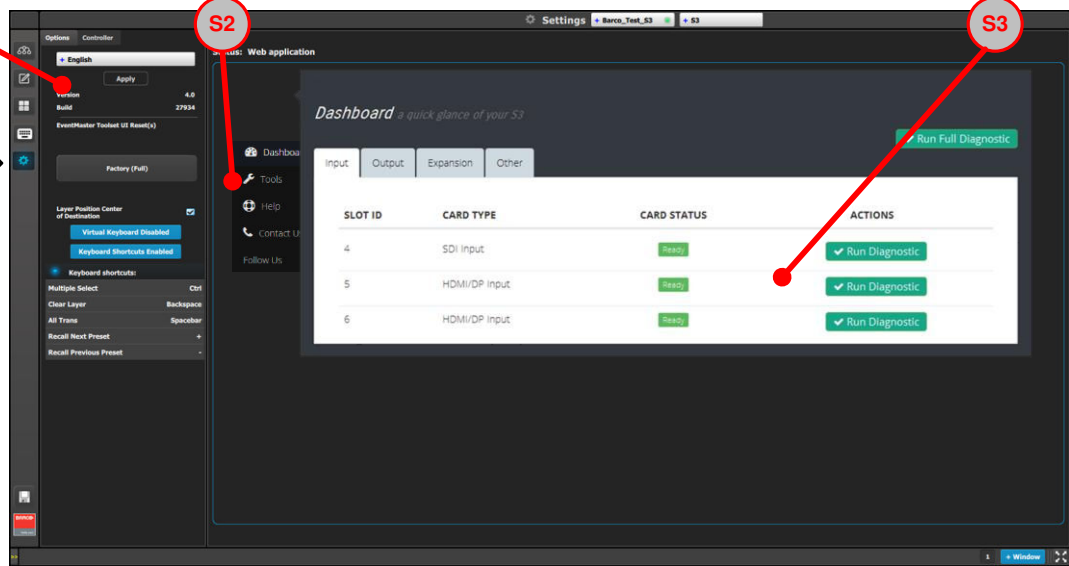 Settings + Barco_Test_S3 + S3
S2
S3
Options Controller
+ English
Apply
Version 4.0
Build 27934
EventMaster Toolset UI Reset(s)
Factory (Full)
Layer Position Center
of Destination
Virtual Keyboard Disabled
Keyboard Shortcuts Enabled
Keyboard shortcuts:
Multiple Select Ctrl
Clear Layer Backspace
All Trans Spacebar
Recall Next Preset +
Recall Previous Preset -
Web application
Dashboa
Tools
Help
Contact U
Follow Us
Dashboard a quick glance of your S3
Run Full Diagnostic
Input Output Expansion Other
SLOT ID CARD TYPE CARD STATUS ACTIONS
4 SDI Input Ready Run Diagnostic
5 HDMI/DP Input Ready Run Diagnostic
6 HDMI/DP Input Ready Run Diagnostic
BARCO
1 + Window